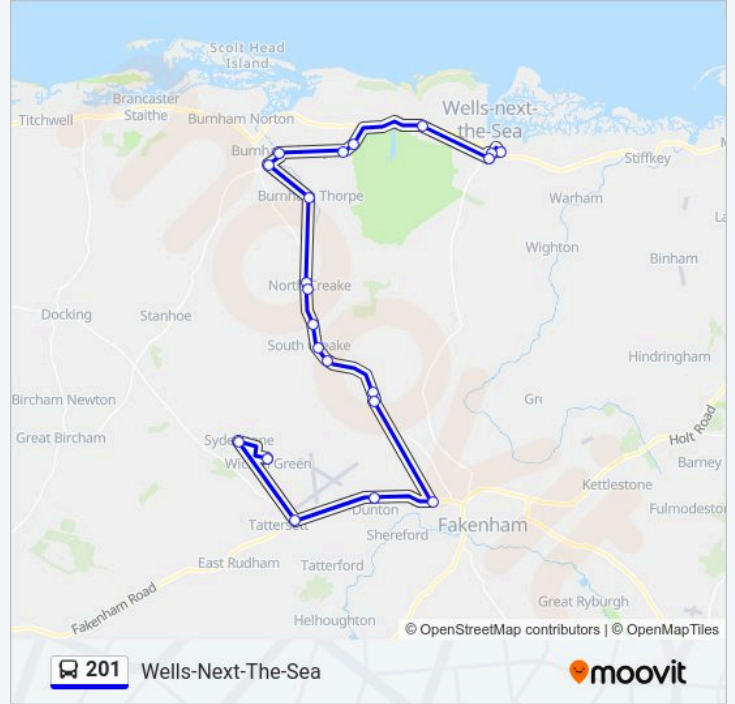 Scolt Head
Island
Brancaster
Staithe
Titchwell
Burnham Norton
Wells-next-
the-Sea
Stiffkey
Thorpe
Warham
Wighton
Binham
North Creake
Docking
Stanhoe
South Creake
Hindringham
Bircham Newton
Great Bircham
Holt Road
Barney
Green
Kettlestone
Dunton
Fakenham
Tattersett
Shereford
East Rudham
Tatterford
Fakenham Road
Helhoughton
Great Ryburgh
© OpenStreetMap contributors | © OpenMapTiles
201 Wells-Next-The-Sea
moovit